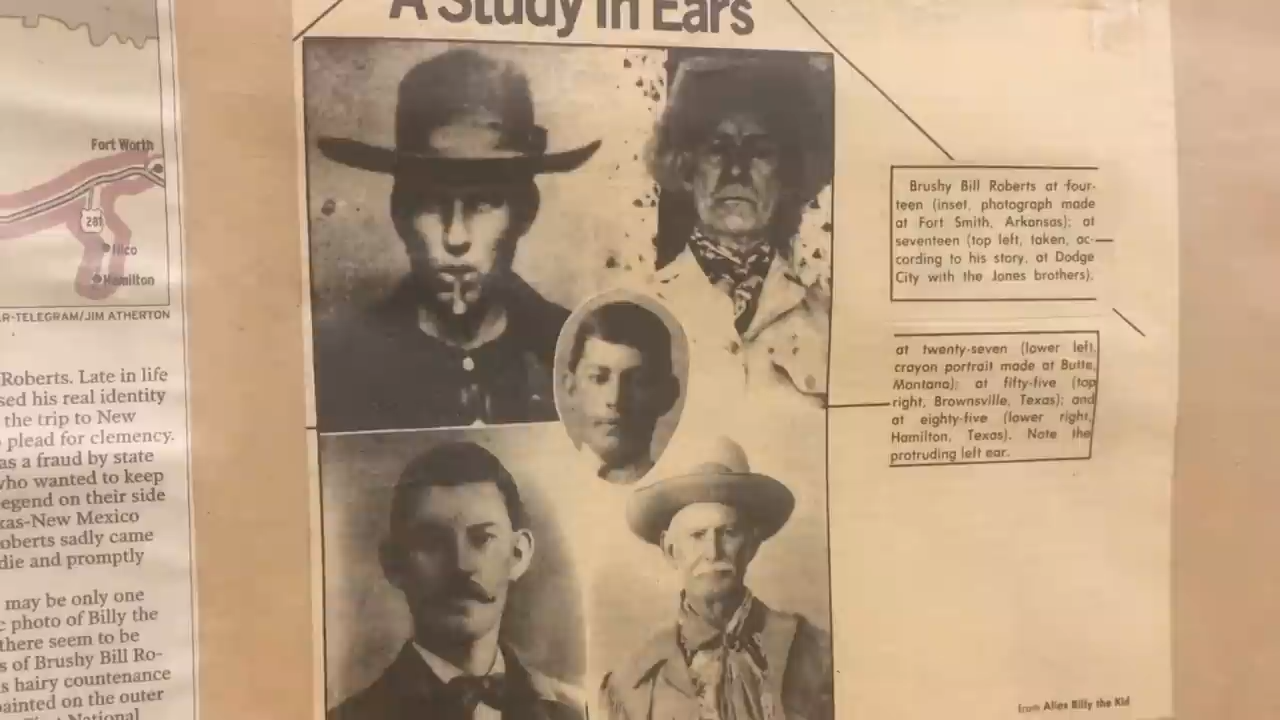 A Study in Ears
Fort Worth
281
Hico
Hamilton
R-TELEGRAM/JIM ATHERTON
Roberts. Late in life
sed his real identity
the trip to New
plead for clemency.
as a fraud by state
who wanted to keep
egend on their side
xas-New Mexico
oberts sadly came
die and promptly
may be only one
c photo of Billy the
there seem to be
s of Brushy Bill Ro-
s hairy countenance
painted on the outer
First National
Brushy Bill Roberts at four-
teen (inset, photograph made
at Fort Smith, Arkansas); at
seventeen (top left, taken, ac-
cording to his story, at Dodge
City with the Jones brothers),
at twenty-seven (lower left,
crayon portrait made at Butte,
Montana); at fifty-five (top
right, Brownsville, Texas); and
at eighty-five (lower right,
Hamilton, Texas). Note the
protruding left ear.
from Alias Billy the Kid